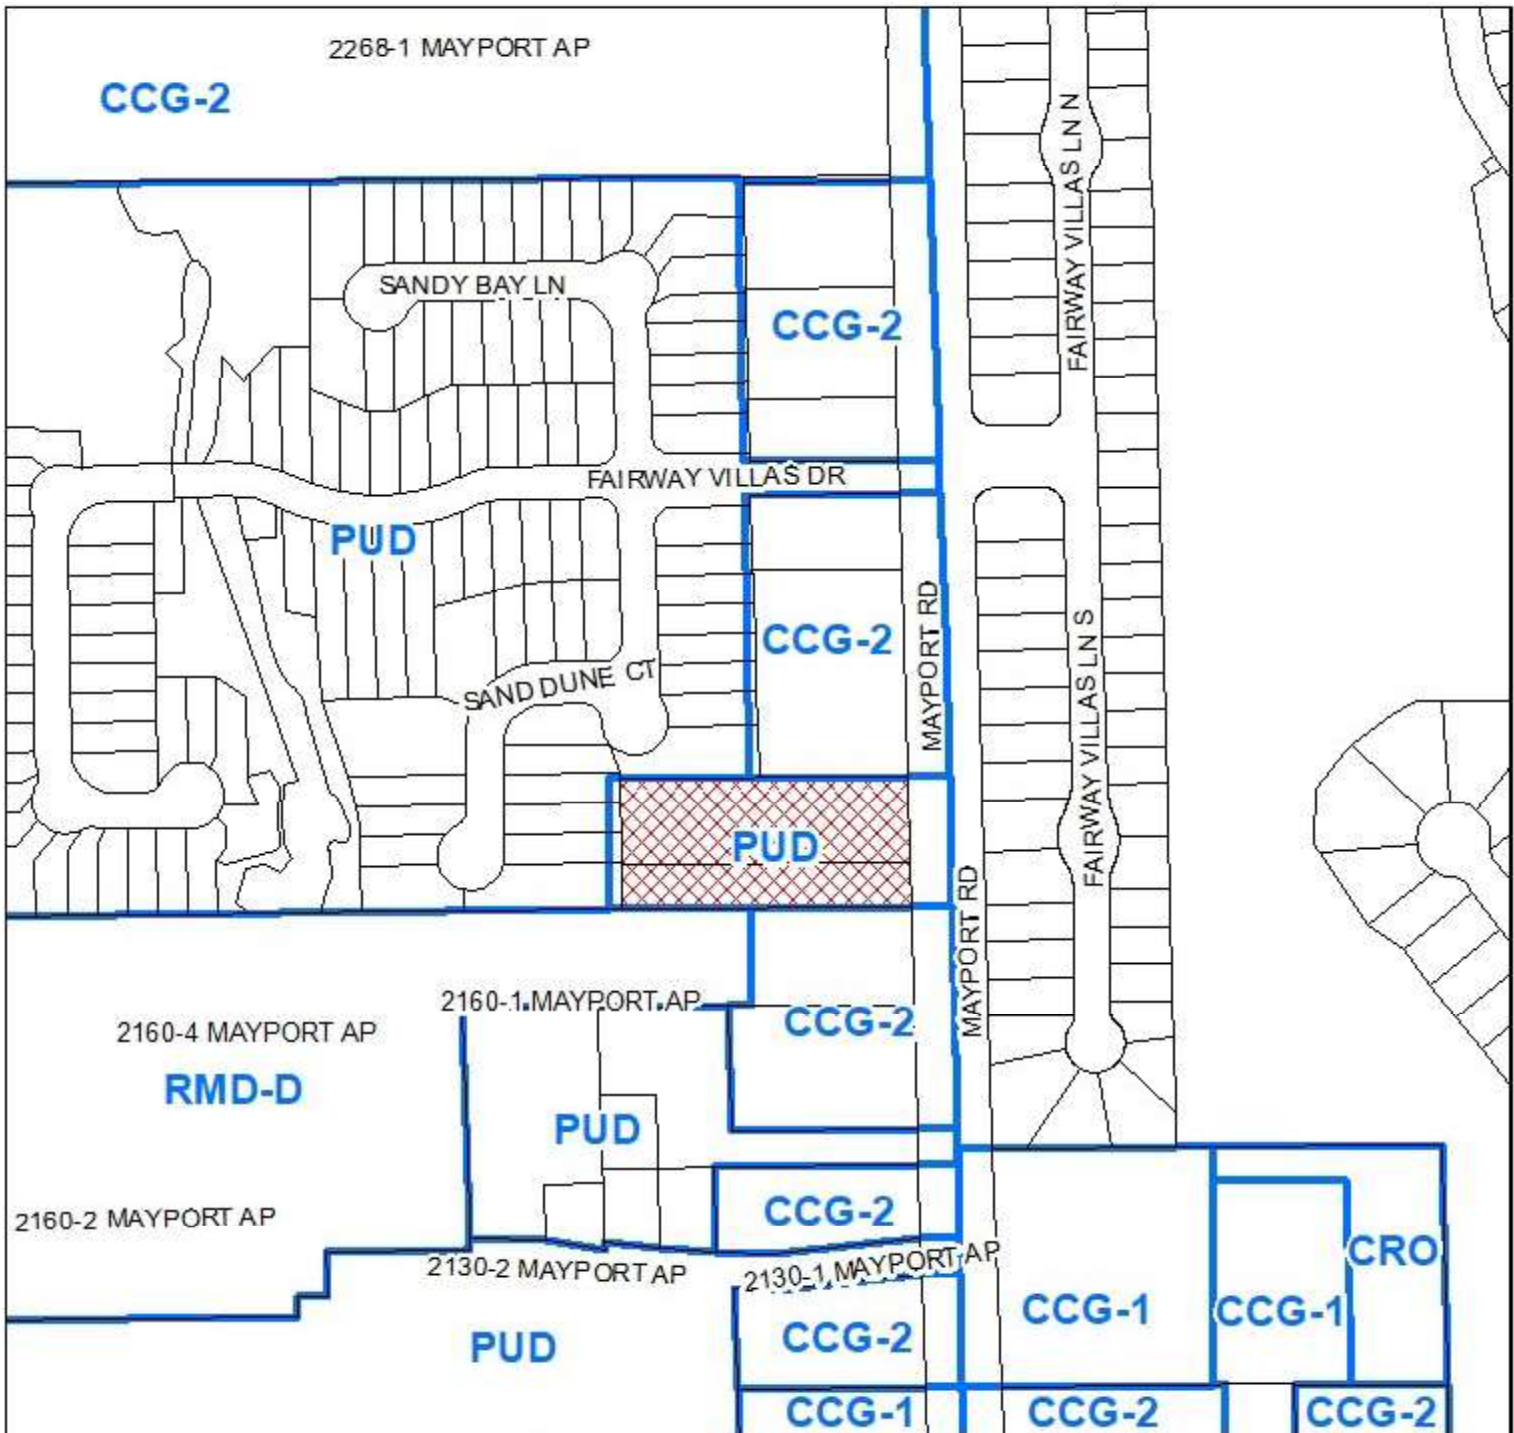 2268-1 MAYPORT AP
CCG-2
FAIRWAY VILLAS LN N
SANDY BAY LN
CCG-2
FAIRWAY VILLAS DR
PUD
CCG-2
MAYPORT RD
FAIRWAY VILLAS LN S
SAND DUNE CT
PUD
MAYPORT RD
2160-1 MAYPORT AP
CCG-2
2160-4 MAYPORT AP
RMD-D
PUD
CCG-2
2160-2 MAYPORT AP
CRO
2130-2 MAYPORT AP
2130-1 MAYPORT AP
CCG-1
CCG-1
CCG-2
PUD
CCG-1
CCG-2
CCG-2